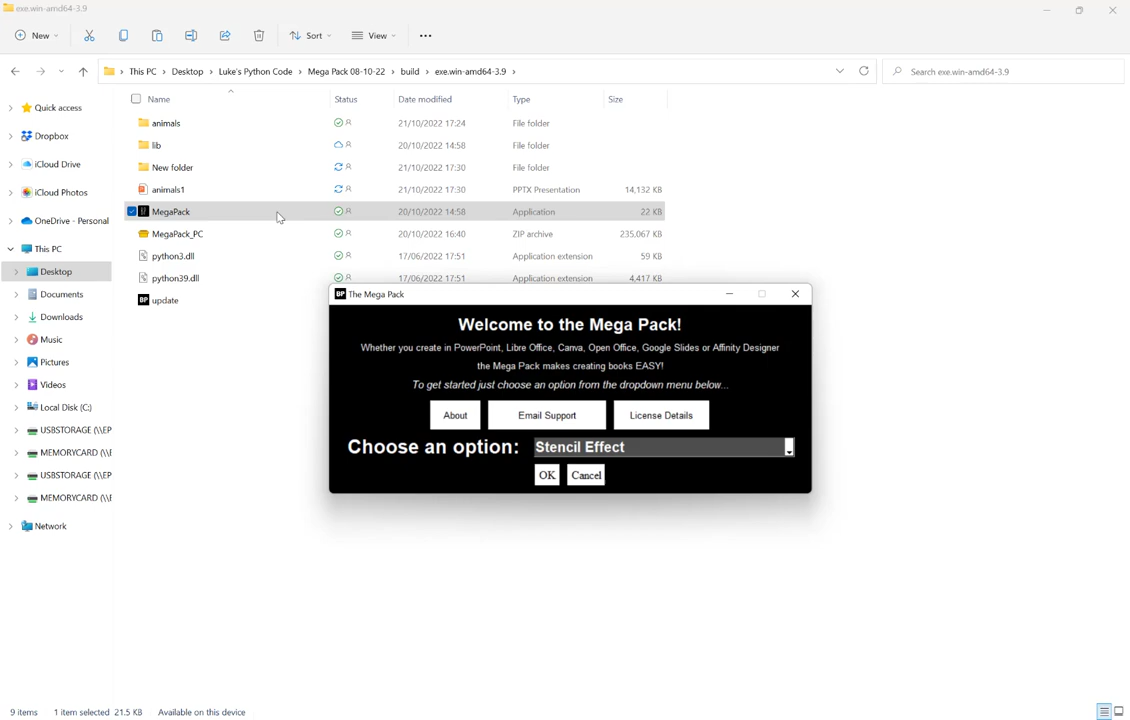 exe.win-amd64-3.9
New
Sort
View
This PC > Desktop > Luke's Python Code > Mega Pack 08-10-22 > build > exe.win-amd64-3.9 >
Search exe.win-amd64-3.9
Name Status Date modified Type Size
Quick access
Dropbox
iCloud Drive
iCloud Photos
OneDrive - Personal
This PC
Desktop
Documents
Downloads
Music
Pictures
Videos
Local Disk (C:)
USBSTORAGE (\\EP
MEMORYCARD (\\E
USBSTORAGE (\\EP
MEMORYCARD (\\E
Network
animals 21/10/2022 17:24 File folder
lib 20/10/2022 14:58 File folder
New folder 21/10/2022 17:30 File folder
animals1 21/10/2022 17:30 PPTX Presentation 14,132 KB
MegaPack 20/10/2022 14:58 Application 22 KB
MegaPack_PC 20/10/2022 16:40 ZIP archive 235,067 KB
python3.dll 17/06/2022 17:51 Application extension 59 KB
python39.dll 17/06/2022 17:51 Application extension 4,417 KB
BP update
BP The Mega Pack
Welcome to the Mega Pack!
Whether you create in PowerPoint, Libre Office, Canva, Open Office, Google Slides or Affinity Designer
the Mega Pack makes creating books EASY!
To get started just choose an option from the dropdown menu below...
About Email Support License Details
Choose an option: Stencil Effect
OK Cancel
9 items 1 item selected 21.5 KB Available on this device